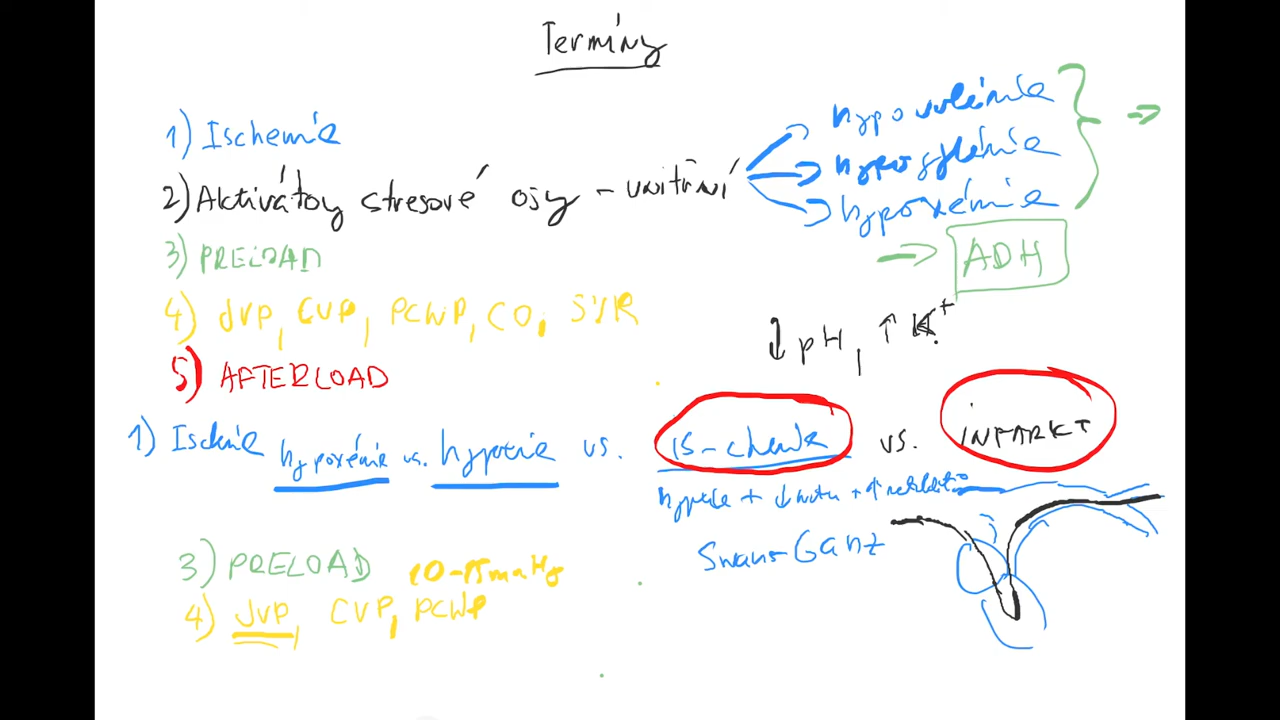 Termíny
1) Ischemie
2) Aktivátory stresové osy – vnitřní
hypovolémie
hypoglémie
hypoxémie
3) PRELOAD
ADH
4) JVP, CVP, PCWP, CO, SVR
↓ pH, ↑ K+
5) AFTERLOAD
1) Ischemie hypoxémie vs. hypoxie vs. is-chemie vs. INFARKT
hypoxie + ↓ + ↑
Swan-Ganz
3) PRELOAD 10-15 mmHg
4) JVP, CVP, PCWP